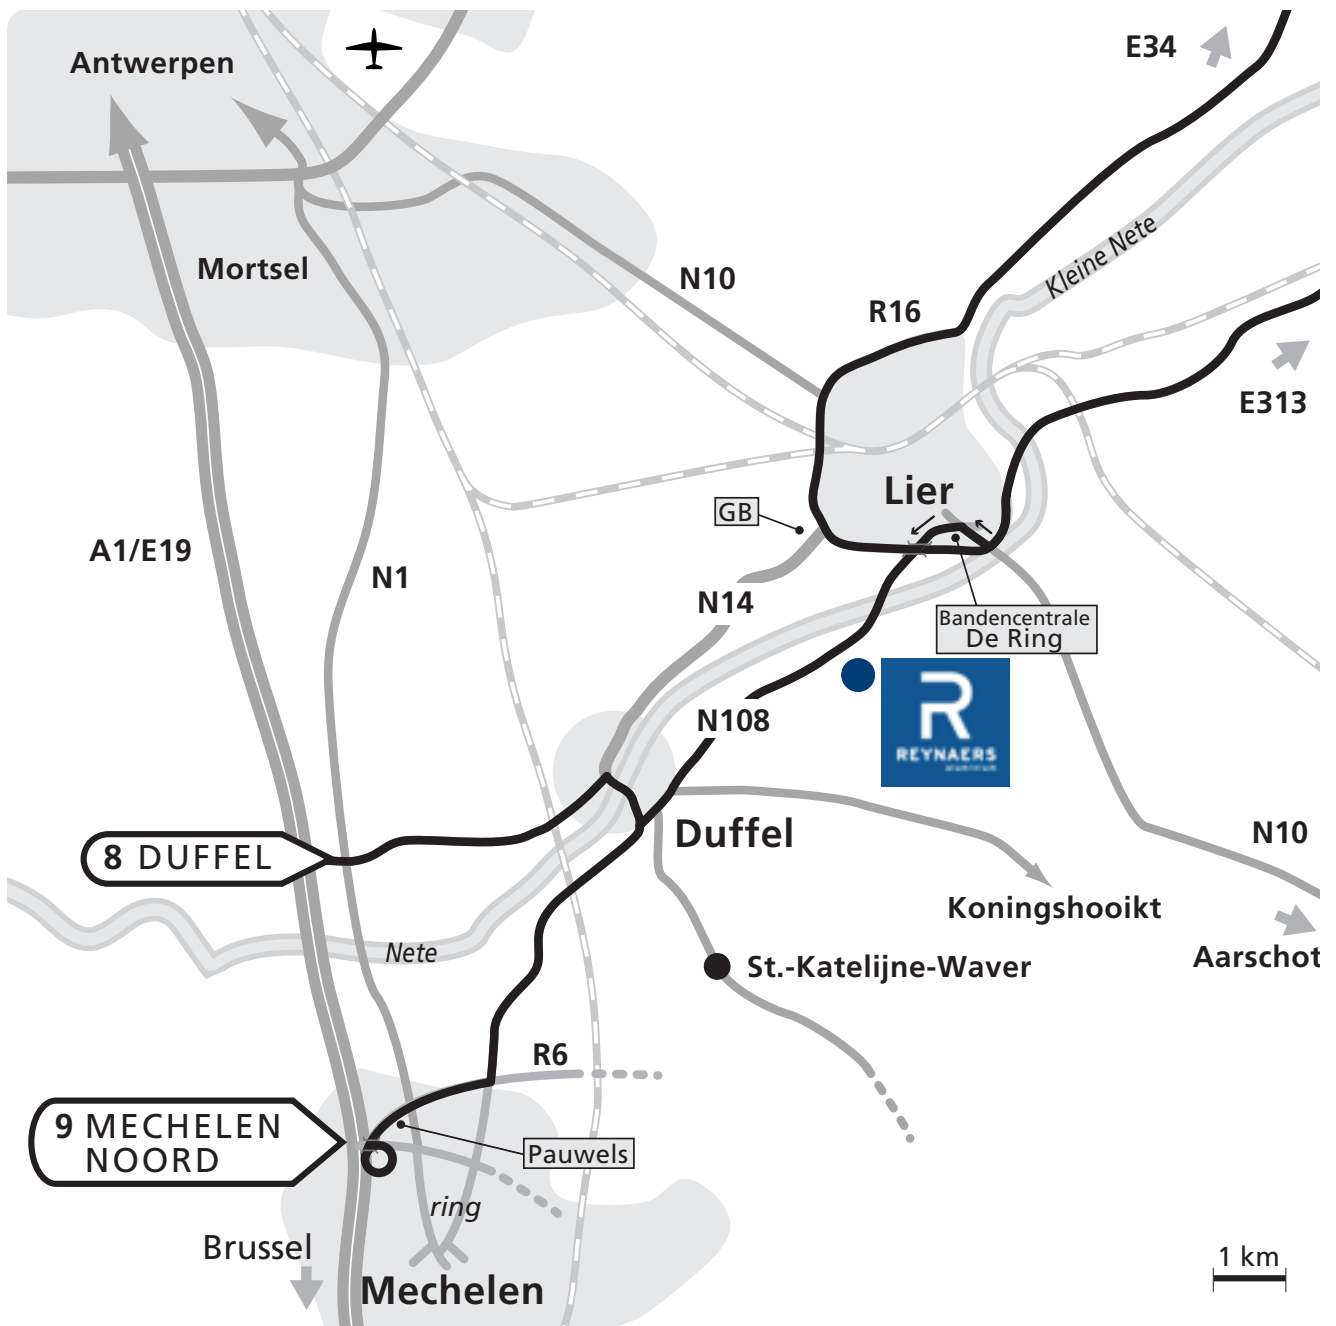 Antwerpen
E34
Kleine Nete
Mortsel
N10
R16
E313
Lier
GB
A1/E19
N1
N14
Bandencentrale
De Ring
R
REYNAERS
aluminium
N108
8 DUFFEL
Duffel
N10
Koningshooikt
Nete
St.-Katelijne-Waver
Aarschot
R6
9 MECHELEN
NOORD
Pauwels
ring
Brussel
1 km
Mechelen